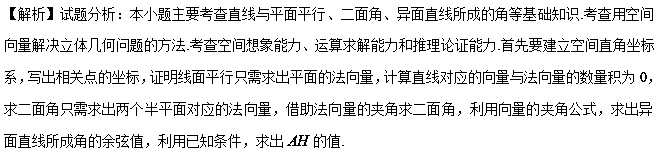 【解析】试题分析：本小题主要考查直线与平面平行、二面角、异面直线所成的角等基础知识.考查用空间
向量解决立体几何问题的方法.考查空间想象能力、运算求解能力和推理论证能力.首先要建立空间直角坐标
系，写出相关点的坐标，证明线面平行只需求出平面的法向量，计算直线对应的向量与法向量的数量积为 0，
求二面角只需求出两个半平面对应的法向量，借助法向量的夹角求二面角，利用向量的夹角公式，求出异
面直线所成角的余弦值，利用已知条件，求出 AH 的值.